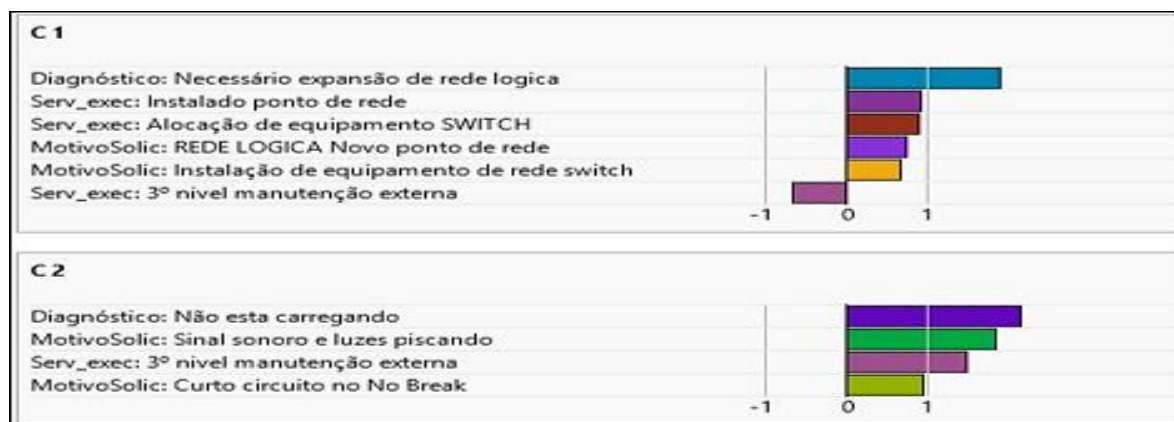 C 1
Diagnóstico: Necessário expansão de rede logica
Serv_exec: Instalado ponto de rede
Serv_exec: Alocação de equipamento SWITCH
MotivoSolic: REDE LOGICA Novo ponto de rede
MotivoSolic: Instalação de equipamento de rede switch
Serv_exec: 3º nivel manutenção externa
-1 0 1
C 2
Diagnóstico: Não esta carregando
MotivoSolic: Sinal sonoro e luzes piscando
Serv_exec: 3º nivel manutenção externa
MotivoSolic: Curto circuito no No Break
-1 0 1